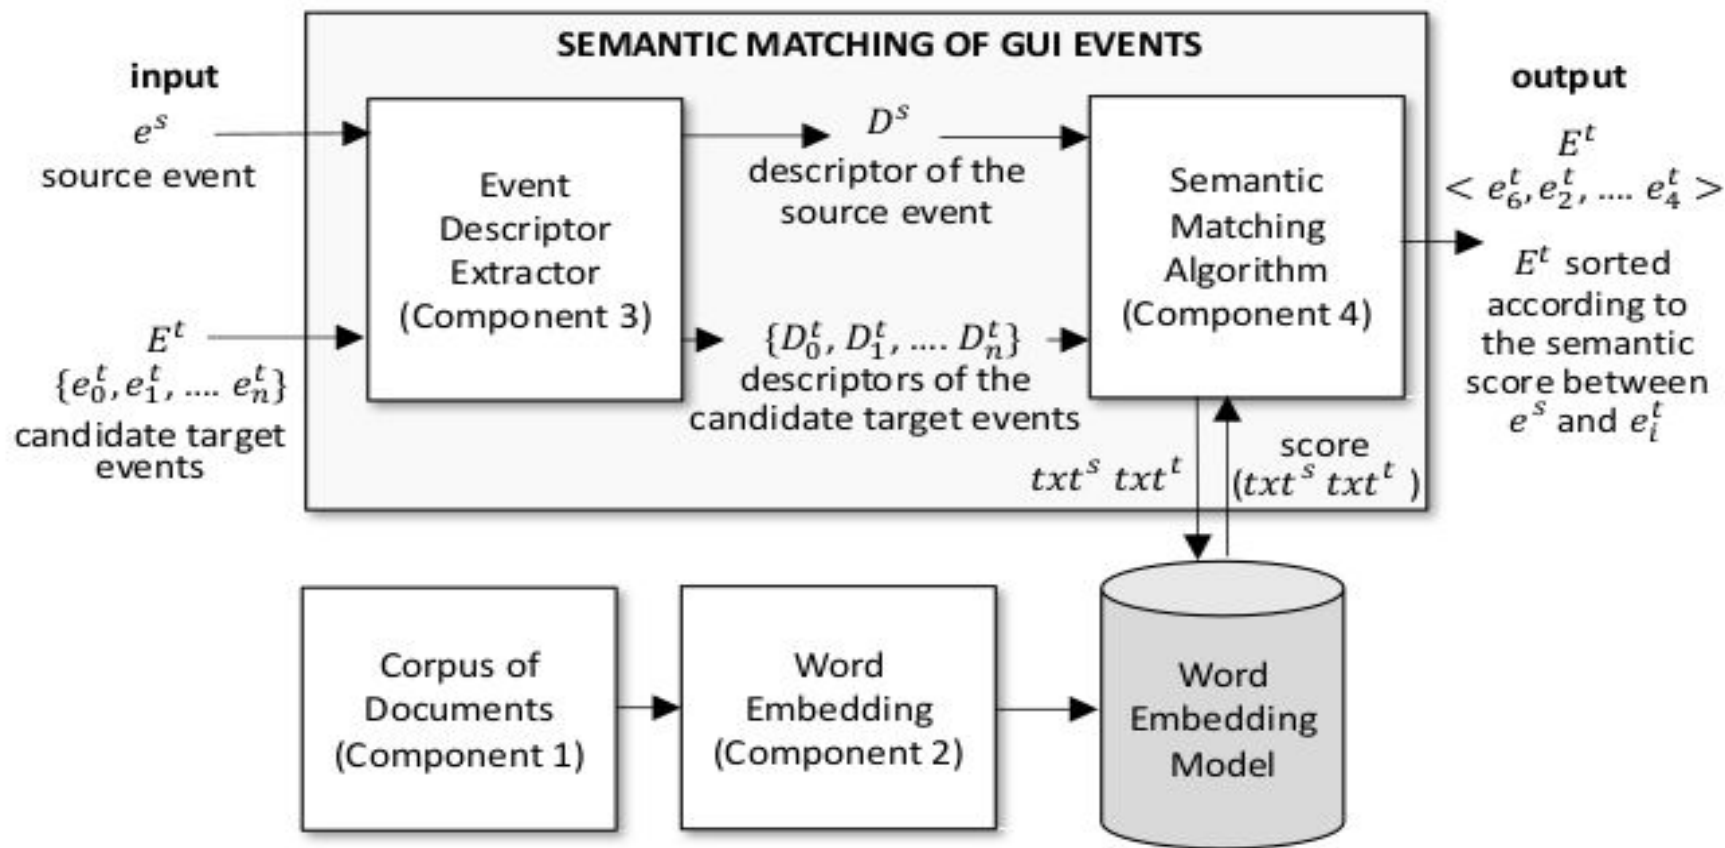 SEMANTIC MATCHING OF GUI EVENTS
input
e^s
source event
E^t
{e_0^t, e_1^t, .... e_n^t}
candidate target
events
Event
Descriptor
Extractor
(Component 3)
D^s
descriptor of the
source event
{D_0^t, D_1^t, .... D_n^t}
descriptors of the
candidate target events
Semantic
Matching
Algorithm
(Component 4)
output
E^t
< e_6^t, e_2^t, .... e_4^t >
E^t sorted
according to
the semantic
score between
e^s and e_i^t
txt^s txt^t
score
(txt^s txt^t )
Corpus of
Documents
(Component 1)
Word
Embedding
(Component 2)
Word
Embedding
Model